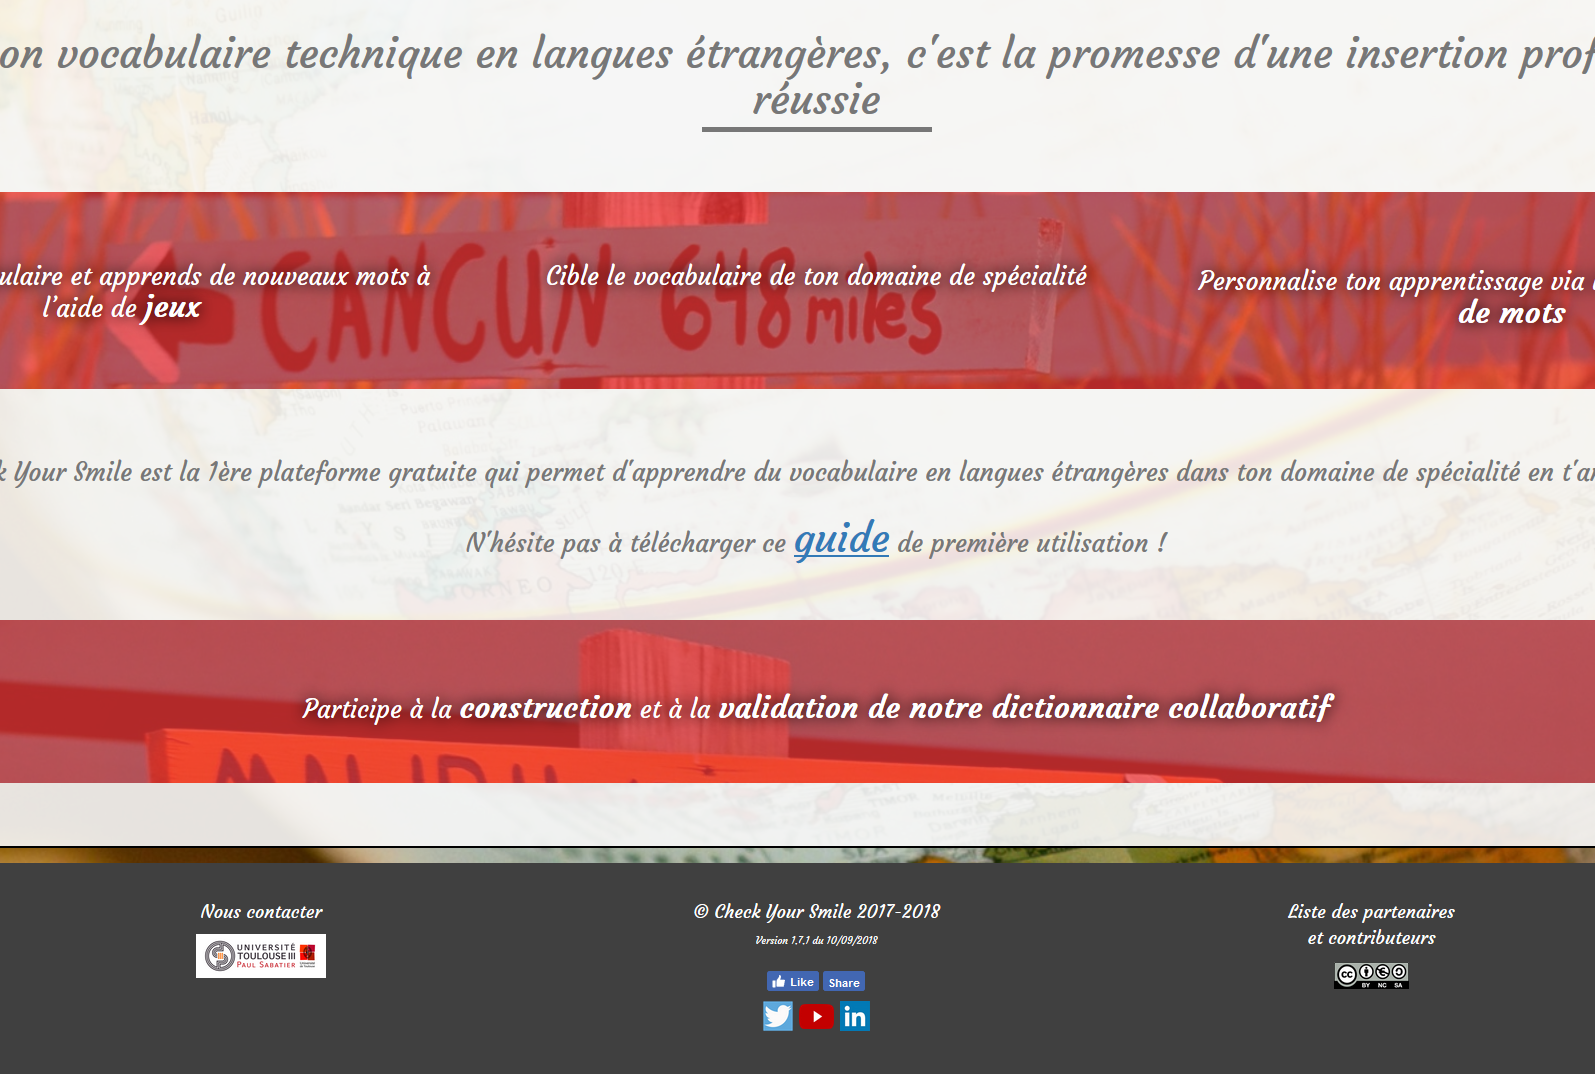 on vocabulaire technique en langues étrangères, c'est la promesse d'une insertion prof
réussie
CANCUN 648 miles
ulaire et apprends de nouveaux mots à
l'aide de jeux
Cible le vocabulaire de ton domaine de spécialité
Personnalise ton apprentissage via
de mots
k Your Smile est la 1ère plateforme gratuite qui permet d'apprendre du vocabulaire en langues étrangères dans ton domaine de spécialité en t'a
N'hésite pas à télécharger ce guide de première utilisation !
Participe à la construction et à la validation de notre dictionnaire collaboratif
Nous contacter
UNIVERSITÉ
TOULOUSE III
PAUL SABATIER
© Check Your Smile 2017-2018
Version 1.7.1 du 10/09/2018
Like Share
Liste des partenaires
et contributeurs
cc BY NC SA